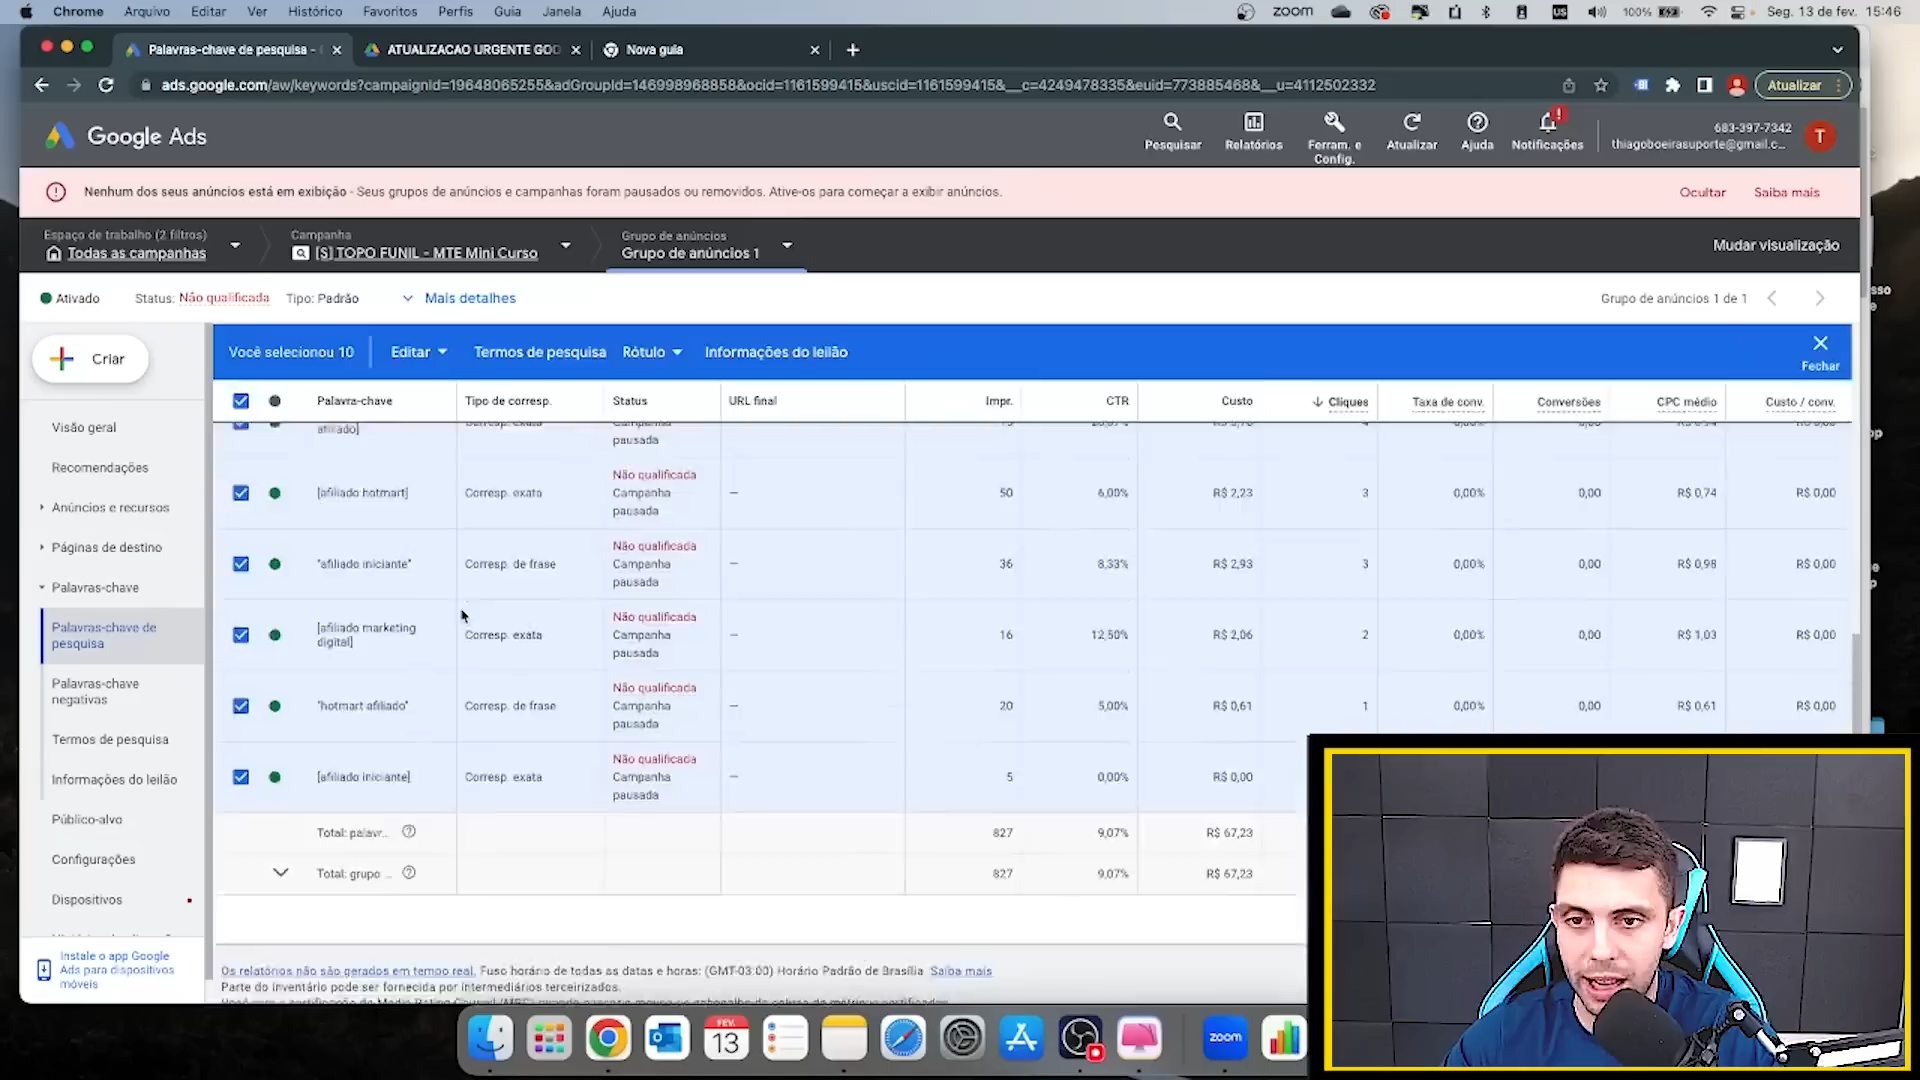 Chrome Arquivo Editar Ver Histórico Favoritos Perfis Guia Janela Ajuda zoom US 100% Seg. 13 de fev. 15:46
Palavras-chave de pesquisa - ATUALIZACAO URGENTE GOO Nova guia
ads.google.com/aw/keywords?campaignId=19648065255&adGroupId=146998968858&ocid=1161599415&uscid=1161599415&__c=4249478335&euid=773885468&__u=4112502332 Atualizar
Google Ads
Pesquisar Relatórios Ferram. e Config. Atualizar Ajuda Notificações
683-397-7342
thiagoboeirasuporte@gmail.c... T
Nenhum dos seus anúncios está em exibição - Seus grupos de anúncios e campanhas foram pausados ou removidos. Ative-os para começar a exibir anúncios. Ocultar Saiba mais
Espaço de trabalho (2 filtros) Campanha Grupo de anúncios
Todas as campanhas [S] TOPO FUNIL - MTE Mini Curso Grupo de anúncios 1 Mudar visualização
Ativado Status: Não qualificada Tipo: Padrão Mais detalhes Grupo de anúncios 1 de 1
Criar
Você selecionou 10 Editar Termos de pesquisa Rótulo Informações do leilão Fechar
Palavra-chave Tipo de corresp. Status URL final Impr. CTR Custo Cliques Taxa de conv. Conversões CPC médio Custo / conv.
afiliado]
pausada
[afiliado hotmart] Corresp. exata Não qualificada Campanha pausada — 50 6,00% R$ 2,23 3 0,00% 0,00 R$ 0,74 R$ 0,00
"afiliado iniciante" Corresp. de frase Não qualificada Campanha pausada — 36 8,33% R$ 2,93 3 0,00% 0,00 R$ 0,98 R$ 0,00
[afiliado marketing digital] Corresp. exata Não qualificada Campanha pausada — 16 12,50% R$ 2,06 2 0,00% 0,00 R$ 1,03 R$ 0,00
"hotmart afiliado" Corresp. de frase Não qualificada Campanha pausada — 20 5,00% R$ 0,61 1 0,00% 0,00 R$ 0,61 R$ 0,00
[afiliado iniciante] Corresp. exata Não qualificada Campanha pausada — 5 0,00% R$ 0,00
Total: palavr... 827 9,07% R$ 67,23
Total: grupo ... 827 9,07% R$ 67,23
Visão geral
Recomendações
Anúncios e recursos
Páginas de destino
Palavras-chave
Palavras-chave de
pesquisa
Palavras-chave
negativas
Termos de pesquisa
Informações do leilão
Público-alvo
Configurações
Dispositivos
Instale o app Google
Ads para dispositivos
móveis
Os relatórios não são gerados em tempo real. Fuso horário de todas as datas e horas: (GMT-03:00) Horário Padrão de Brasília Saiba mais
Parte do inventário pode ser fornecida por intermediários terceirizados.
FEV.
13
zoom